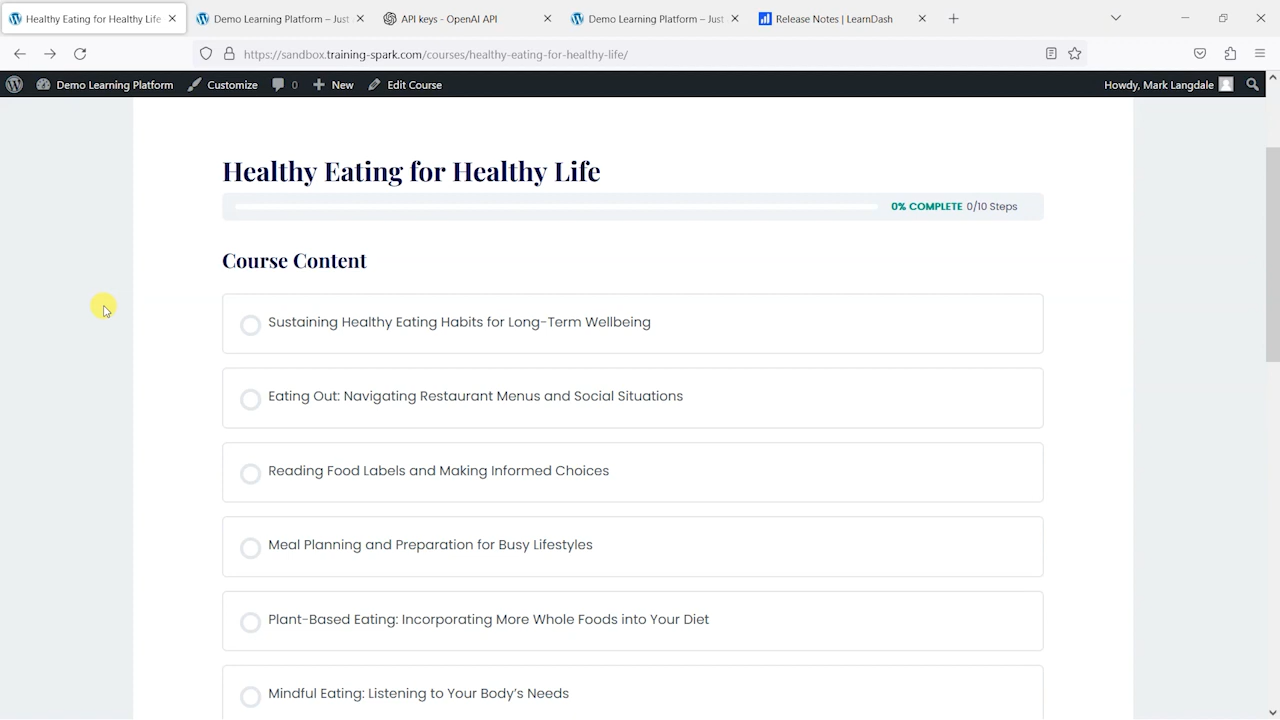 Healthy Eating for Healthy Life
Demo Learning Platform – Just
API keys - OpenAI API
Demo Learning Platform – Just
Release Notes | LearnDash
https://sandbox.training-spark.com/courses/healthy-eating-for-healthy-life/
Demo Learning Platform
Customize
0
New
Edit Course
Howdy, Mark Langdale
Healthy Eating for Healthy Life
0% COMPLETE 0/10 Steps
Course Content
Sustaining Healthy Eating Habits for Long-Term Wellbeing
Eating Out: Navigating Restaurant Menus and Social Situations
Reading Food Labels and Making Informed Choices
Meal Planning and Preparation for Busy Lifestyles
Plant-Based Eating: Incorporating More Whole Foods into Your Diet
Mindful Eating: Listening to Your Body’s Needs